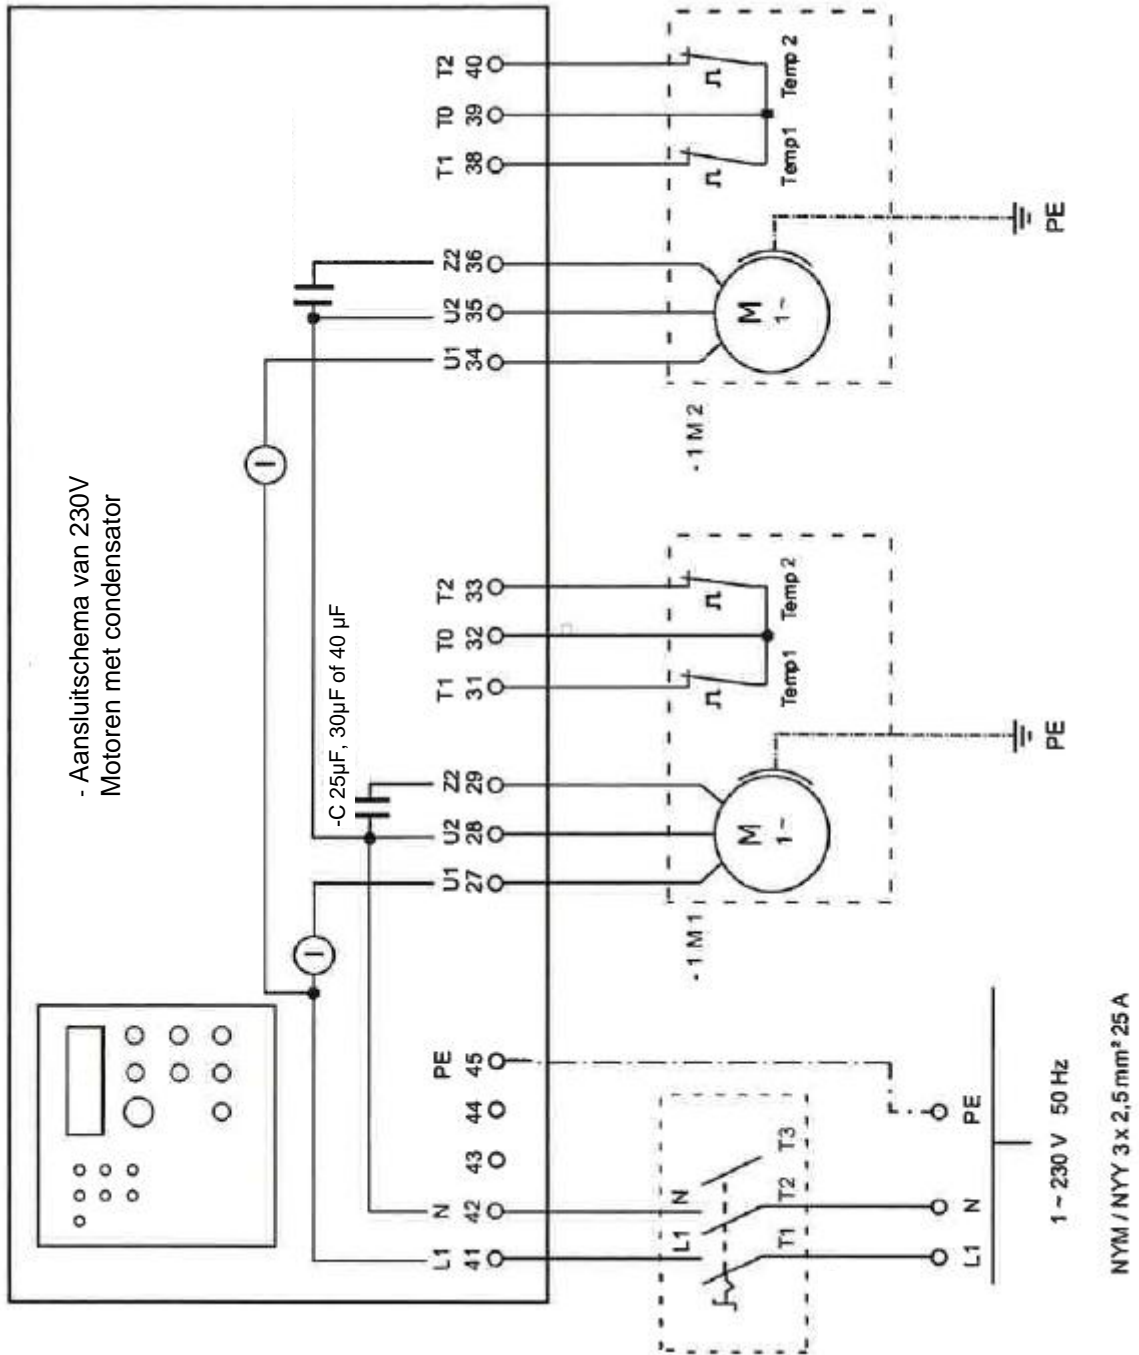 - Aansluitschema van 230V
Motoren met condensator
-C 25µF, 30µF of 40 µF
L1 N PE U1 U2 Z2 T1 T0 T2 U1 U2 Z2 T1 T0 T2
41 42 43 44 45 27 28 29 31 32 33 34 35 36 38 39 40
I
I
L1 N
T1 T2 T3
- 1 M 1
M
1 ~
Temp1
Temp 2
- 1 M 2
M
1 ~
Temp1
Temp 2
PE
PE
L1 N PE
1 ~ 230 V 50 Hz
NYM / NYY 3 x 2,5 mm² 25 A